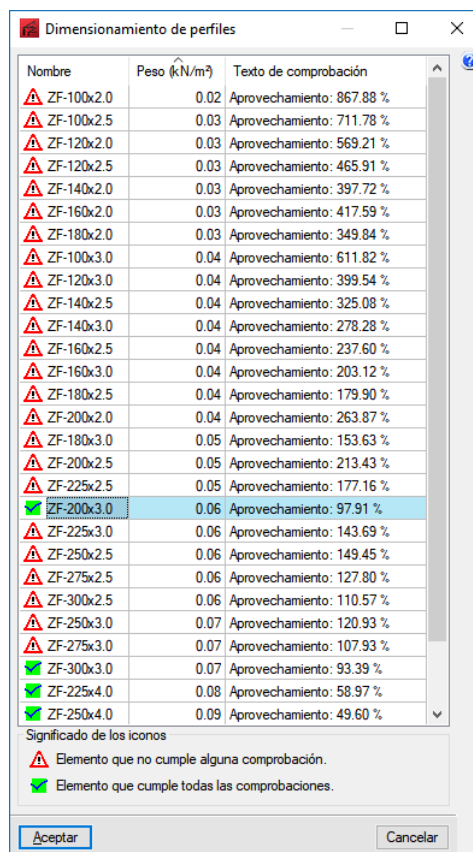 Dimensionamiento de perfiles
Nombre Peso (kN/m²) Texto de comprobación
ZF-100x2.0 0.02 Aprovechamiento: 867.88 %
ZF-100x2.5 0.03 Aprovechamiento: 711.78 %
ZF-120x2.0 0.03 Aprovechamiento: 569.21 %
ZF-120x2.5 0.03 Aprovechamiento: 465.91 %
ZF-140x2.0 0.03 Aprovechamiento: 397.72 %
ZF-160x2.0 0.03 Aprovechamiento: 417.59 %
ZF-180x2.0 0.03 Aprovechamiento: 349.84 %
ZF-100x3.0 0.04 Aprovechamiento: 611.82 %
ZF-120x3.0 0.04 Aprovechamiento: 399.54 %
ZF-140x2.5 0.04 Aprovechamiento: 325.08 %
ZF-140x3.0 0.04 Aprovechamiento: 278.28 %
ZF-160x2.5 0.04 Aprovechamiento: 237.60 %
ZF-160x3.0 0.04 Aprovechamiento: 203.12 %
ZF-180x2.5 0.04 Aprovechamiento: 179.90 %
ZF-200x2.0 0.04 Aprovechamiento: 263.87 %
ZF-180x3.0 0.05 Aprovechamiento: 153.63 %
ZF-200x2.5 0.05 Aprovechamiento: 213.43 %
ZF-225x2.5 0.05 Aprovechamiento: 177.16 %
ZF-200x3.0 0.06 Aprovechamiento: 97.91 %
ZF-225x3.0 0.06 Aprovechamiento: 143.69 %
ZF-250x2.5 0.06 Aprovechamiento: 149.45 %
ZF-275x2.5 0.06 Aprovechamiento: 127.80 %
ZF-300x2.5 0.06 Aprovechamiento: 110.57 %
ZF-250x3.0 0.07 Aprovechamiento: 120.93 %
ZF-275x3.0 0.07 Aprovechamiento: 107.93 %
ZF-300x3.0 0.07 Aprovechamiento: 93.39 %
ZF-225x4.0 0.08 Aprovechamiento: 58.97 %
ZF-250x4.0 0.09 Aprovechamiento: 49.60 %
Significado de los iconos
Elemento que no cumple alguna comprobación.
Elemento que cumple todas las comprobaciones.
Aceptar Cancelar